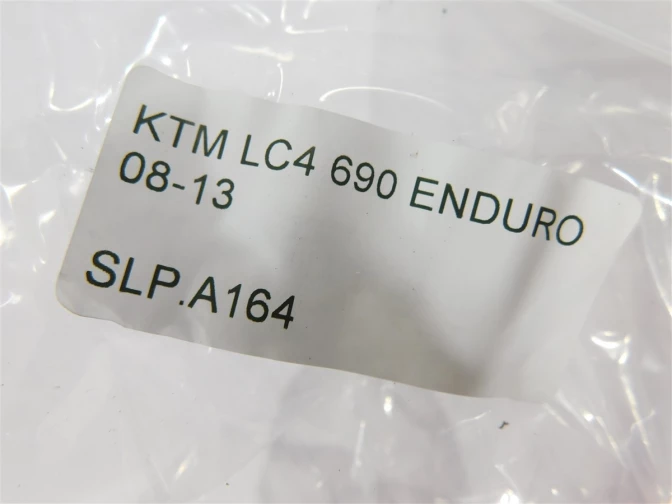 KTM LC4 690 ENDURO
08-13
SLP.A164